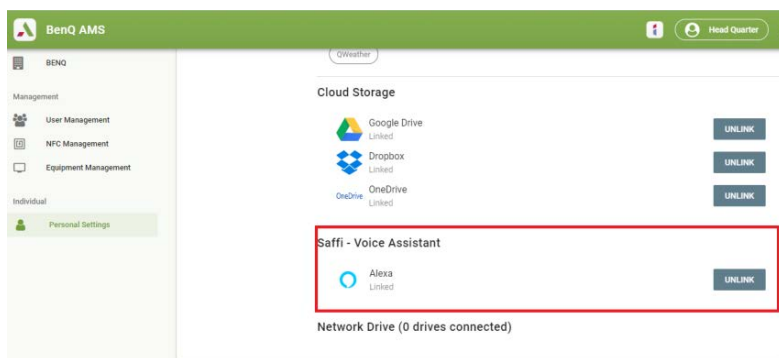 BenQ AMS
Head Quarter
BENQ
Management
User Management
NFC Management
Equipment Management
Individual
Personal Settings
QWeather
Cloud Storage
Google Drive
Linked
UNLINK
Dropbox
Linked
UNLINK
OneDrive
OneDrive
Linked
UNLINK
Saffi - Voice Assistant
Alexa
Linked
UNLINK
Network Drive (0 drives connected)